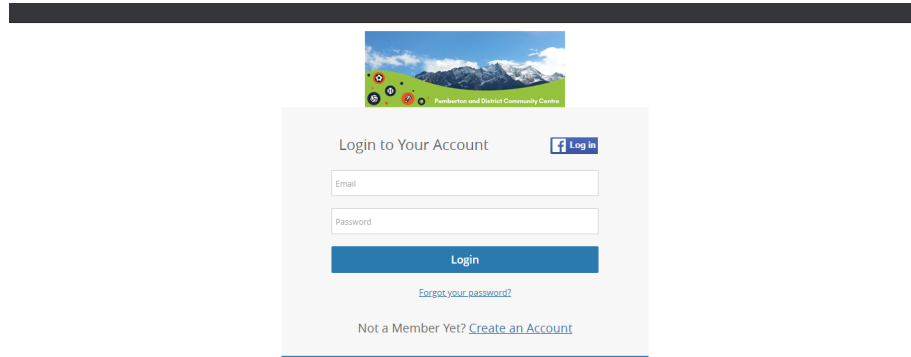 Pemberton and District Community Centre
Login to Your Account
f Log in
Email
Password
Login
Forgot your password?
Not a Member Yet? Create an Account